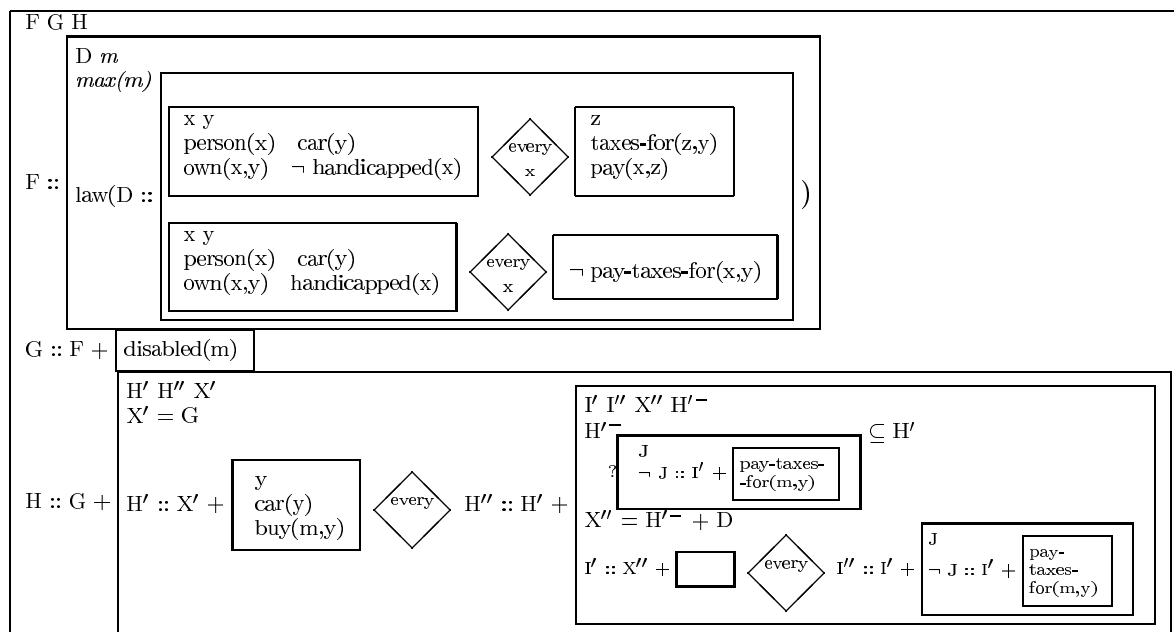 F G H
D m
max(m)
F :: law(D ::
x y
person(x) car(y)
own(x,y) ¬ handicapped(x)
every
x
z
taxes-for(z,y)
pay(x,z)
)
x y
person(x) car(y)
own(x,y) handicapped(x)
every
x
¬ pay-taxes-for(x,y)
G :: F + disabled(m)
H :: G +
H′ H″ X′
X′ = G
H′ :: X′ +
y
car(y)
buy(m,y)
every
H″ :: H′ +
I′ I″ X″ H′⁻
H′⁻ ⊆ H′
?
J
¬ J :: I′ +
pay-taxes-
-for(m,y)
X″ = H′⁻ + D
I′ :: X″ +
every
I″ :: I′ +
J
¬ J :: I′ +
pay-
taxes-
for(m,y)